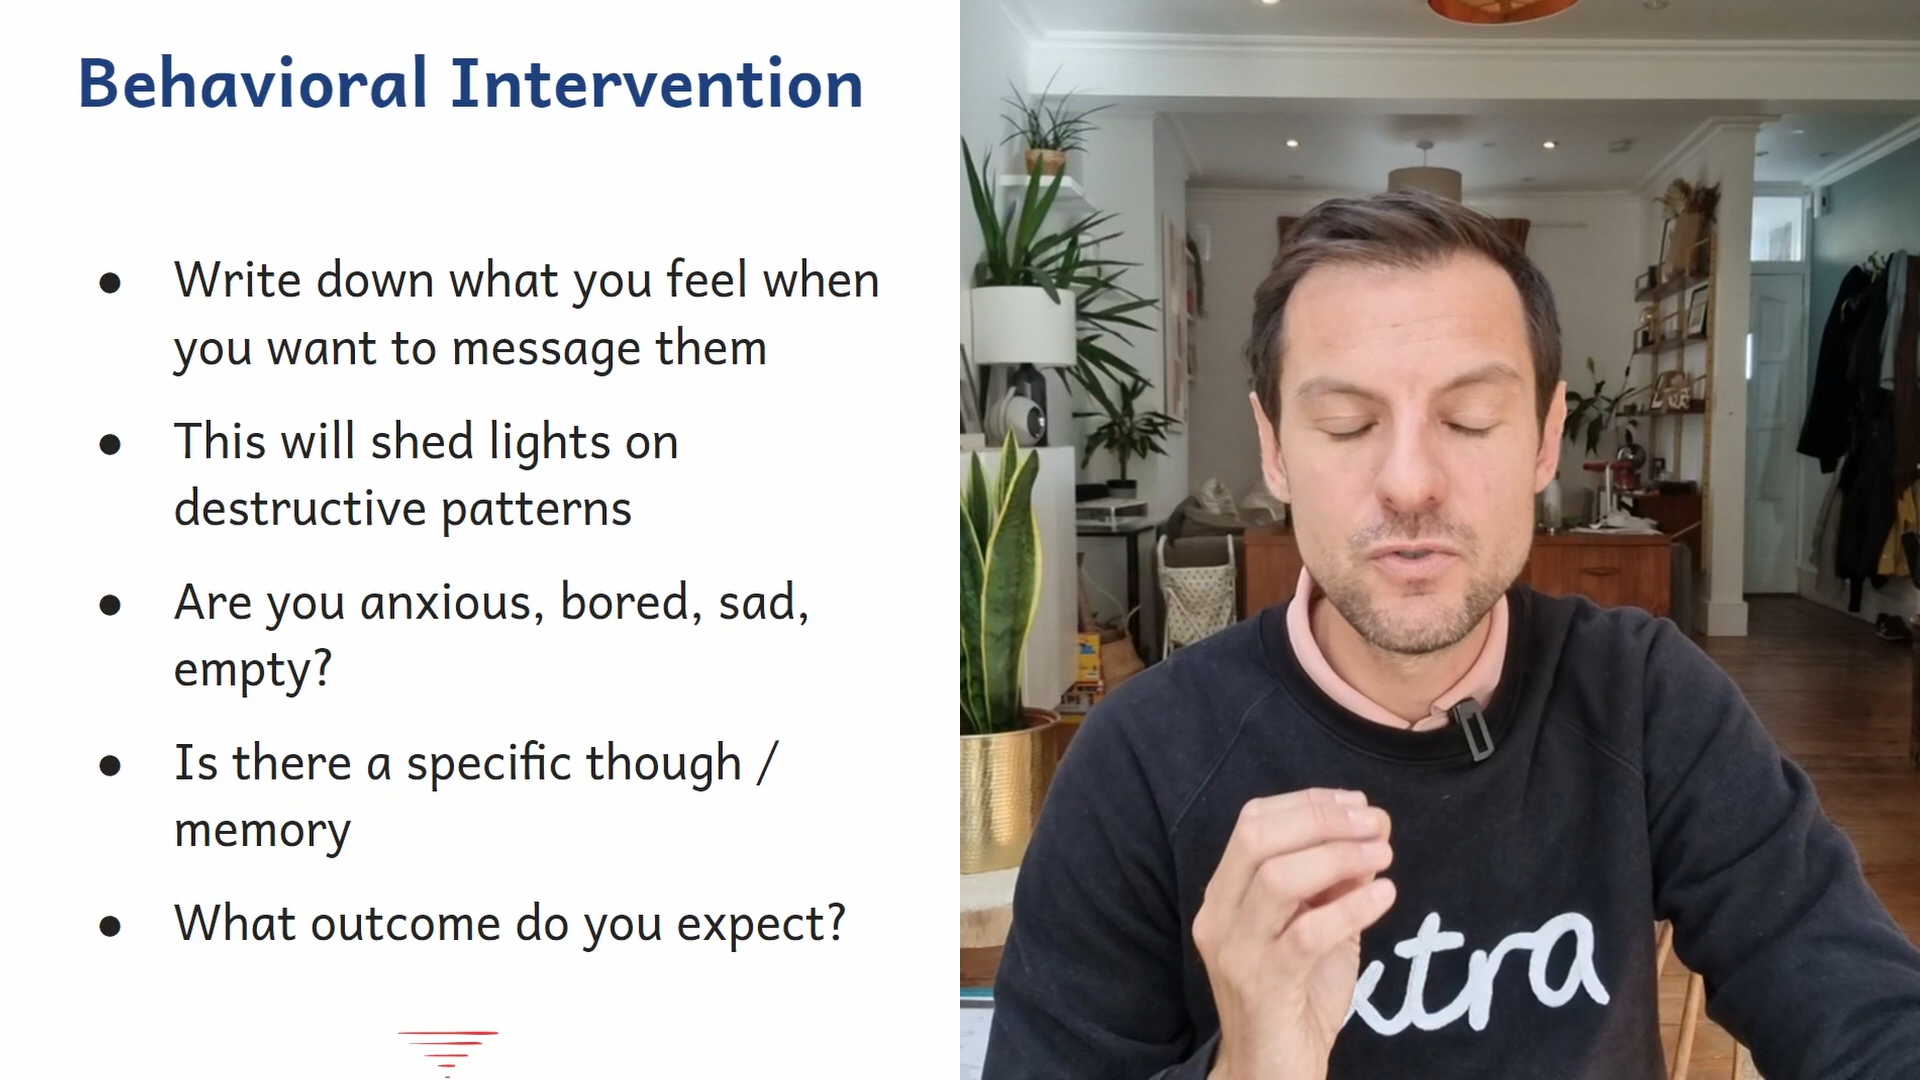 Behavioral Intervention
● Write down what you feel when
you want to message them
● This will shed lights on
destructive patterns
● Are you anxious, bored, sad,
empty?
● Is there a specific though /
memory
● What outcome do you expect?
xtra